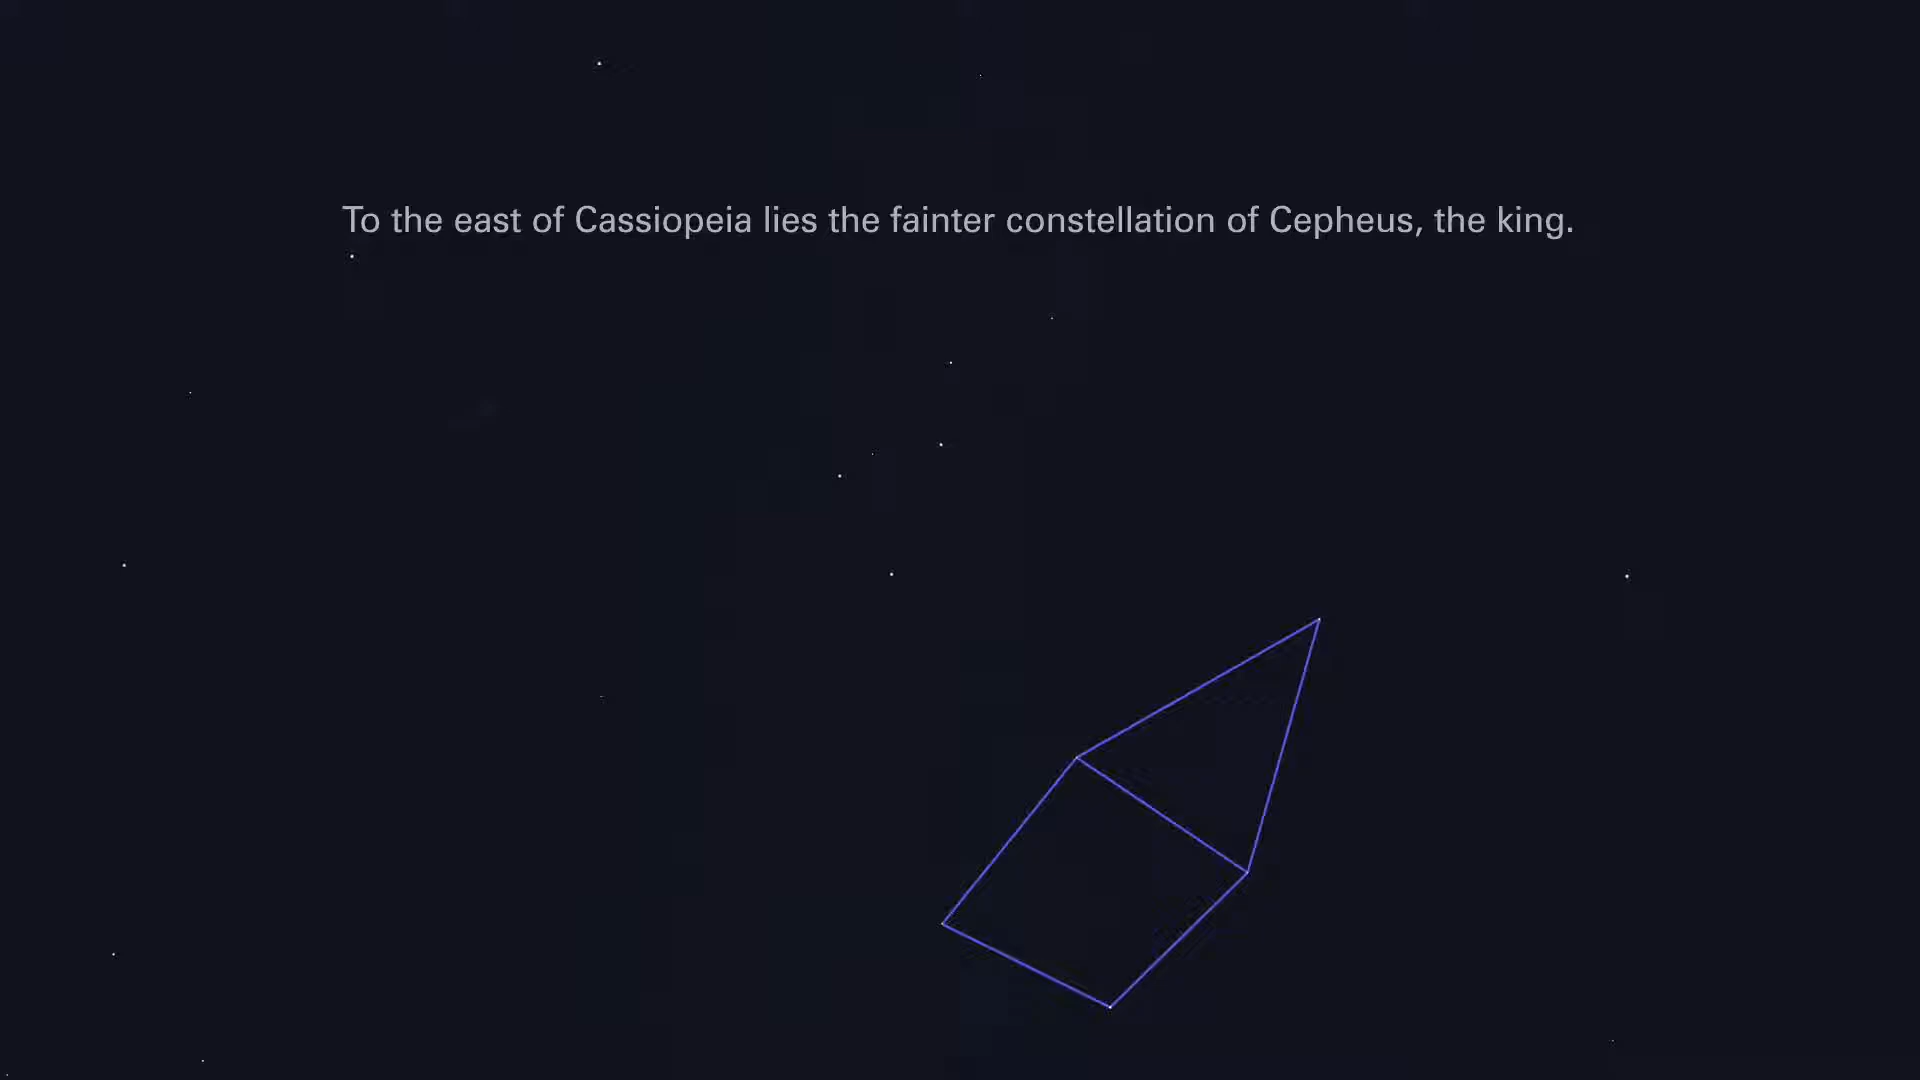 To the east of Cassiopeia lies the fainter constellation of Cepheus, the king.